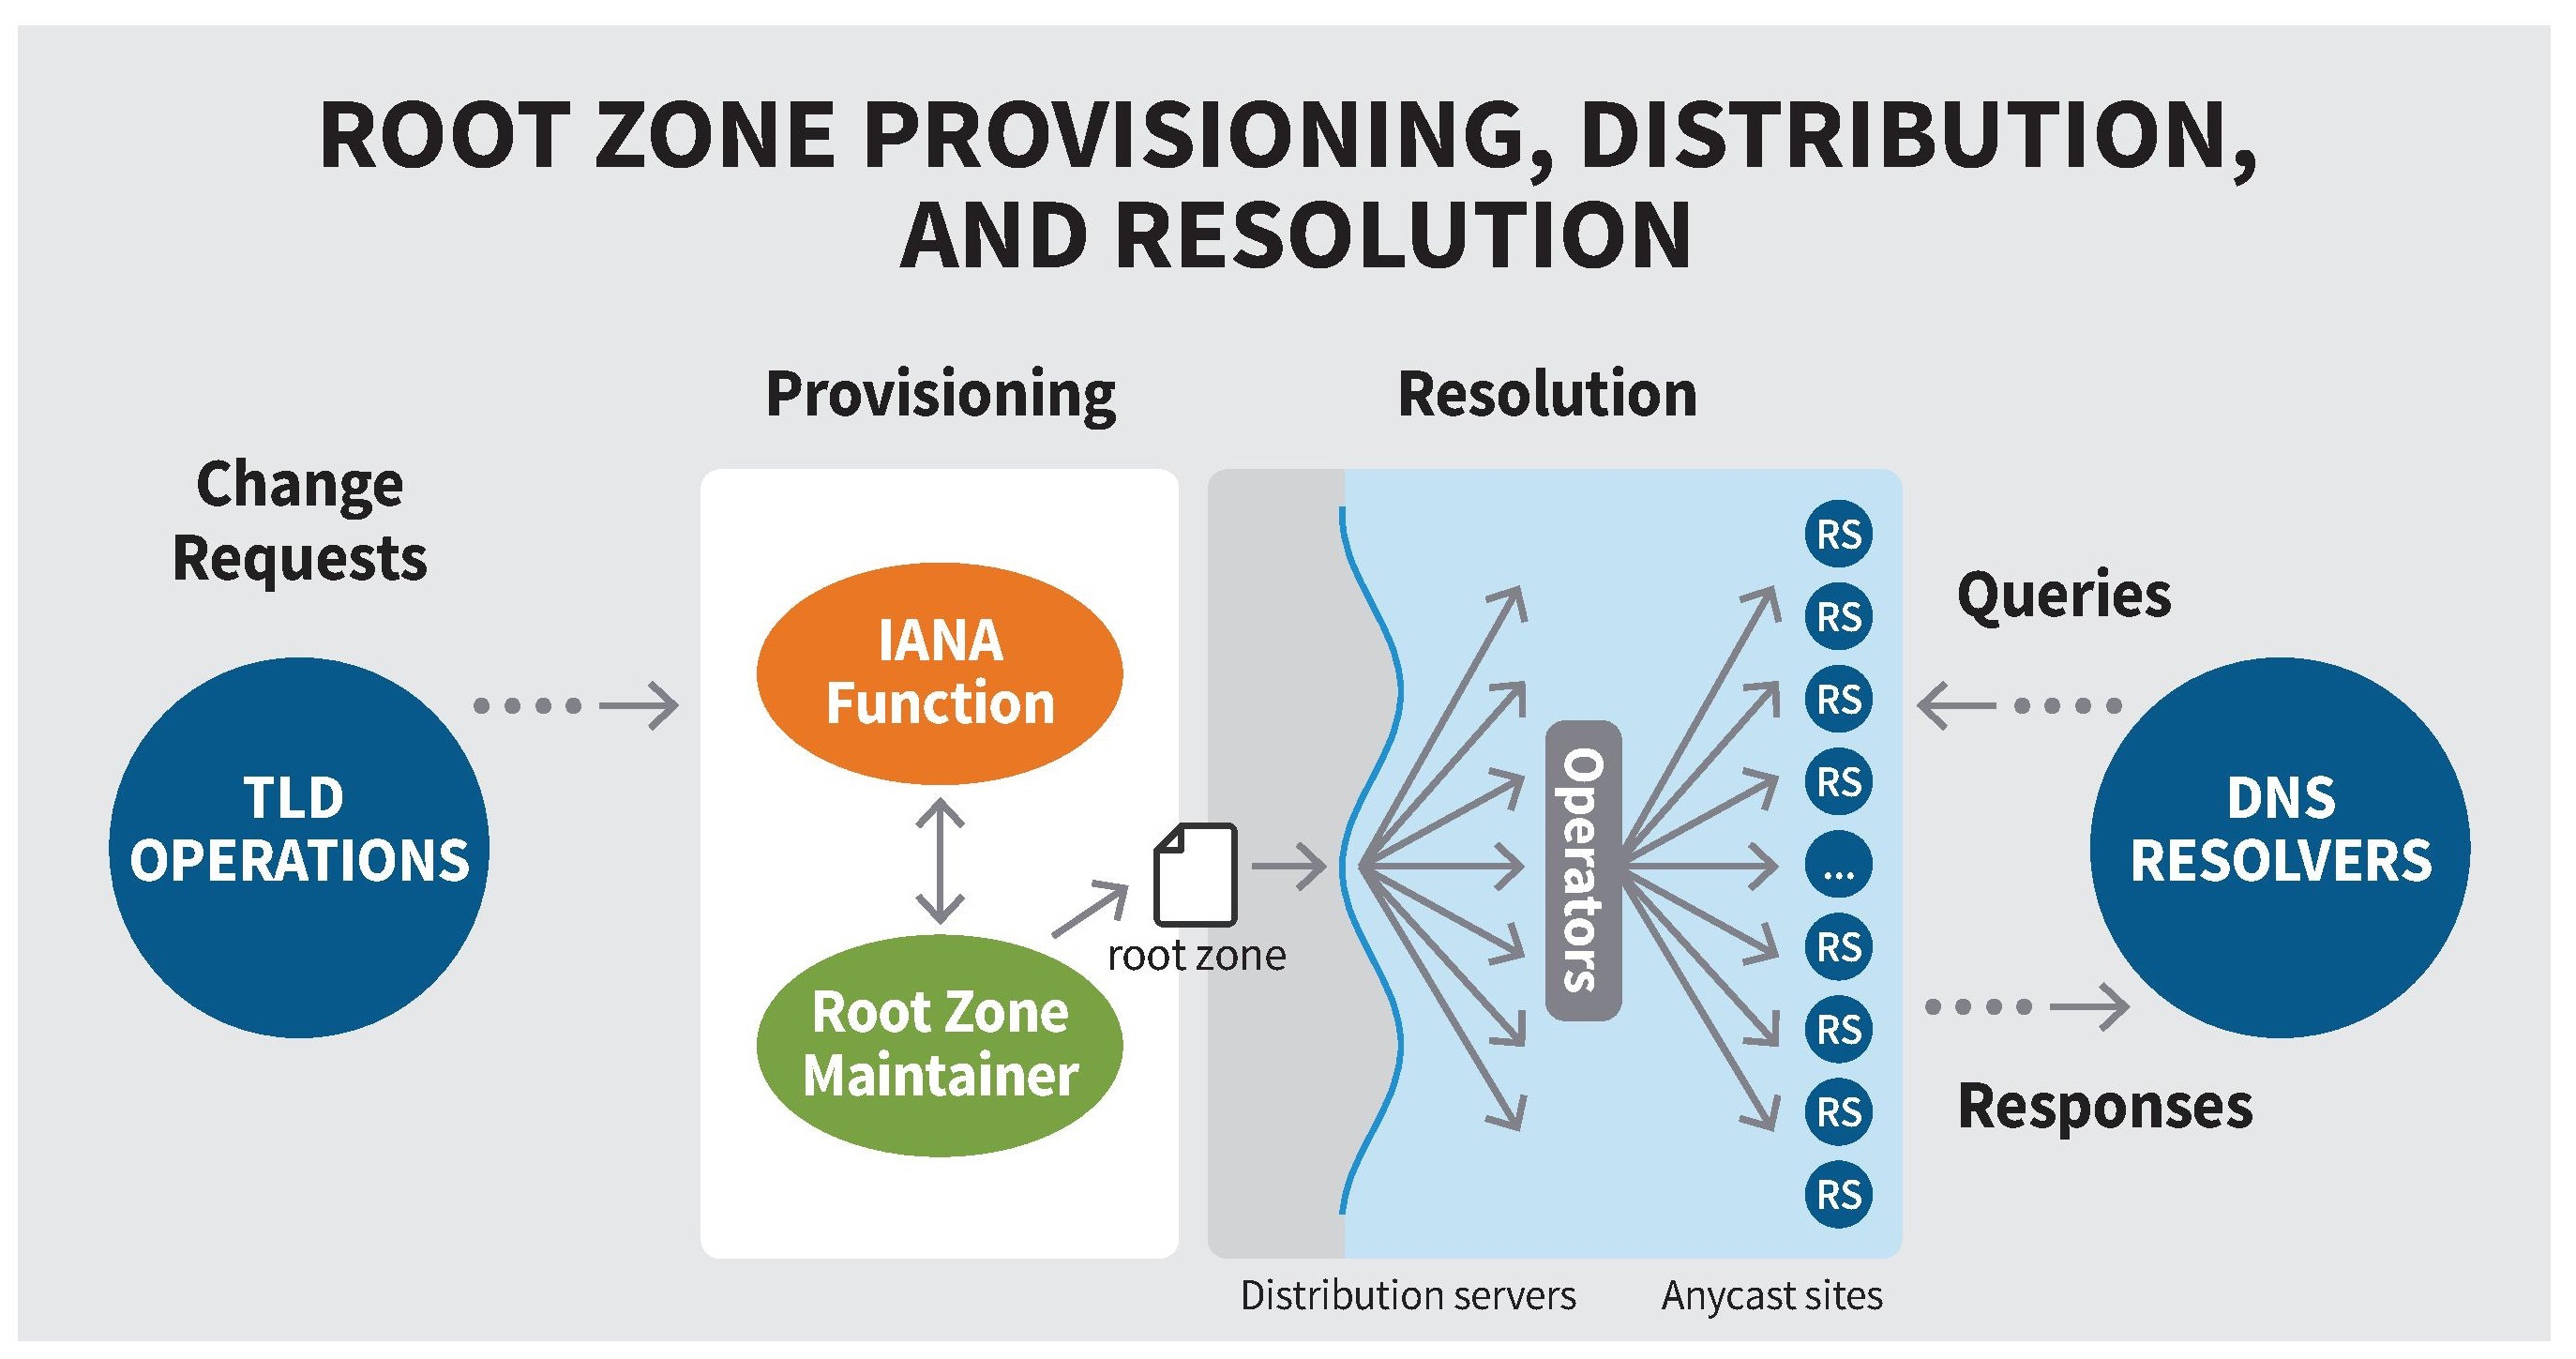 ROOT ZONE PROVISIONING, DISTRIBUTION,
AND RESOLUTION
Provisioning
Resolution
Change
Requests
TLD
OPERATIONS
IANA
Function
Root Zone
Maintainer
root zone
Operators
RS
RS
RS
RS
...
RS
RS
RS
RS
Queries
DNS
RESOLVERS
Responses
Distribution servers
Anycast sites